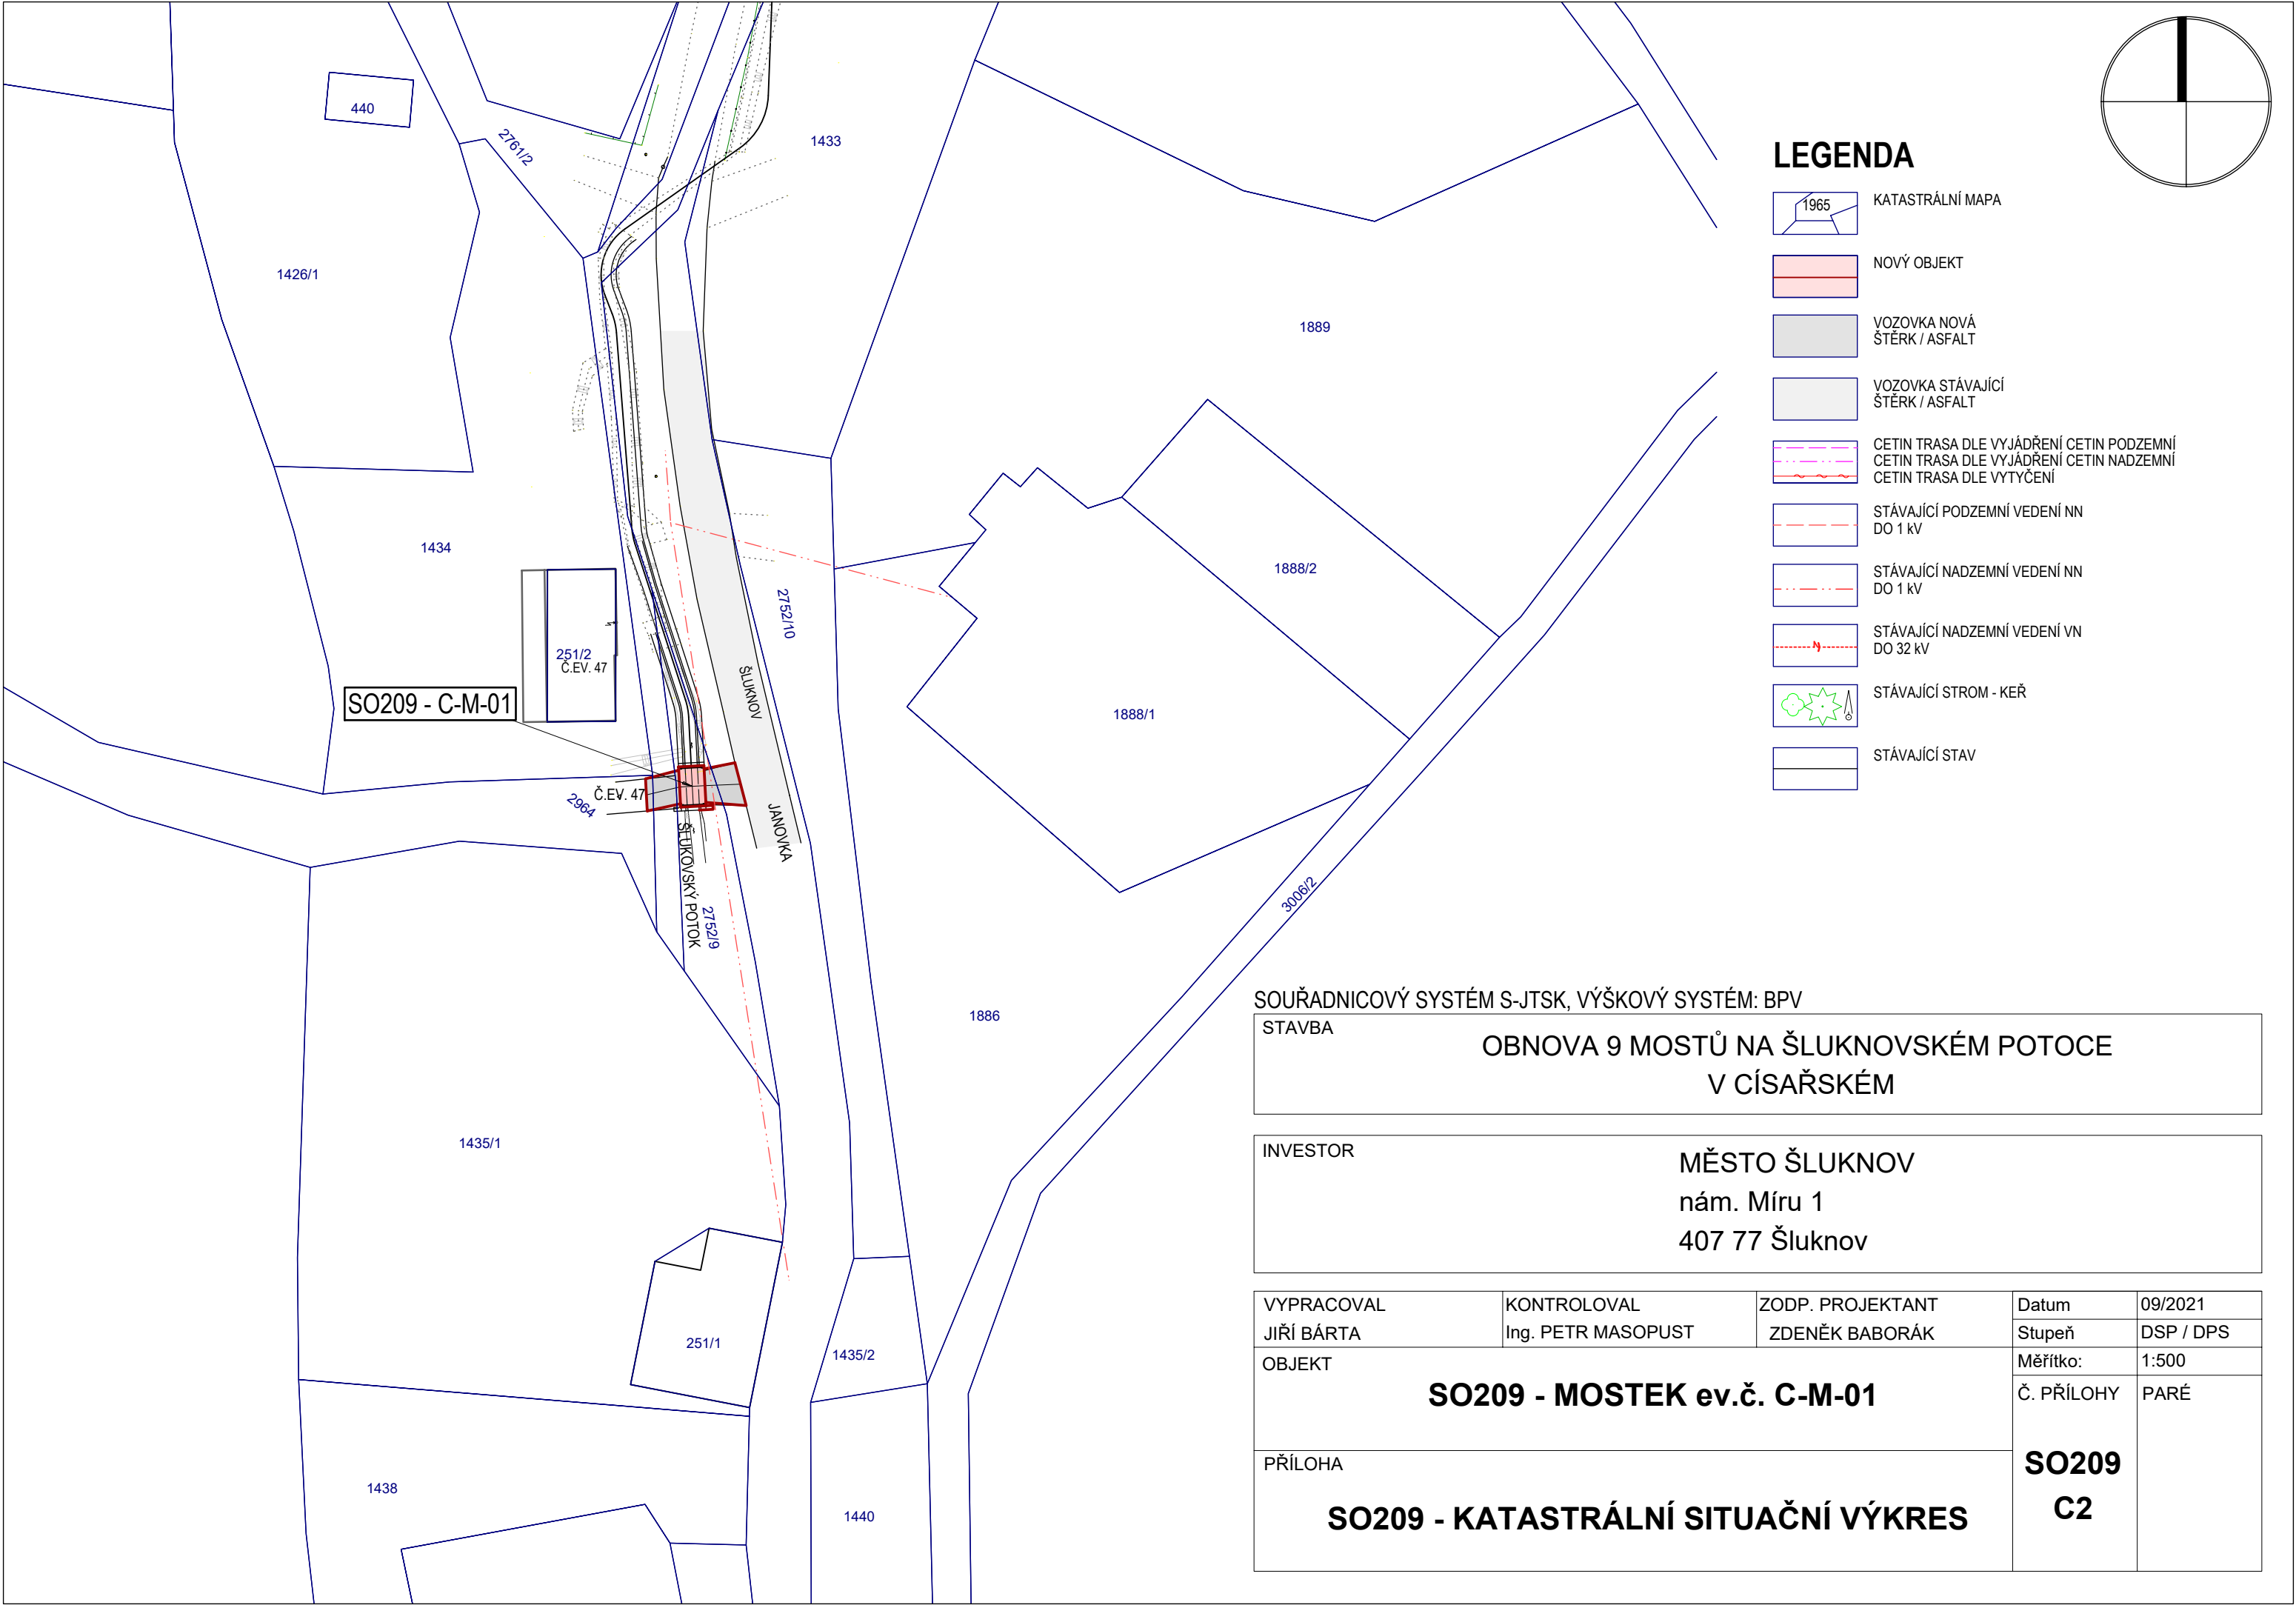 440
2761/2
1433
1426/1
1889
1434
1888/2
251/2
Č.EV. 47
2752/10
SO209 - C-M-01
ŠLUKNOV
1888/1
Č.EV. 47
2964
JANOVKA
ŠLUKOVSKÝ POTOK
2752/9
3006/2
1886
1435/1
251/1
1435/2
1438
1440
LEGENDA
1965
KATASTRÁLNÍ MAPA
NOVÝ OBJEKT
VOZOVKA NOVÁ
ŠTĚRK / ASFALT
VOZOVKA STÁVAJÍCÍ
ŠTĚRK / ASFALT
CETIN TRASA DLE VYJÁDŘENÍ CETIN PODZEMNÍ
CETIN TRASA DLE VYJÁDŘENÍ CETIN NADZEMNÍ
CETIN TRASA DLE VYTYČENÍ
STÁVAJÍCÍ PODZEMNÍ VEDENÍ NN
DO 1 kV
STÁVAJÍCÍ NADZEMNÍ VEDENÍ NN
DO 1 kV
STÁVAJÍCÍ NADZEMNÍ VEDENÍ VN
DO 32 kV
STÁVAJÍCÍ STROM - KEŘ
STÁVAJÍCÍ STAV
SOUŘADNICOVÝ SYSTÉM S-JTSK, VÝŠKOVÝ SYSTÉM: BPV
STAVBA
OBNOVA 9 MOSTŮ NA ŠLUKNOVSKÉM POTOCE
V CÍSAŘSKÉM
INVESTOR
MĚSTO ŠLUKNOV
nám. Míru 1
407 77 Šluknov
VYPRACOVAL
JIŘÍ BÁRTA
KONTROLOVAL
Ing. PETR MASOPUST
ZODP. PROJEKTANT
ZDENĚK BABORÁK
Datum 09/2021
Stupeň DSP / DPS
Měřítko: 1:500
Č. PŘÍLOHY PARÉ
OBJEKT
SO209 - MOSTEK ev.č. C-M-01
PŘÍLOHA
SO209 - KATASTRÁLNÍ SITUAČNÍ VÝKRES
SO209
C2